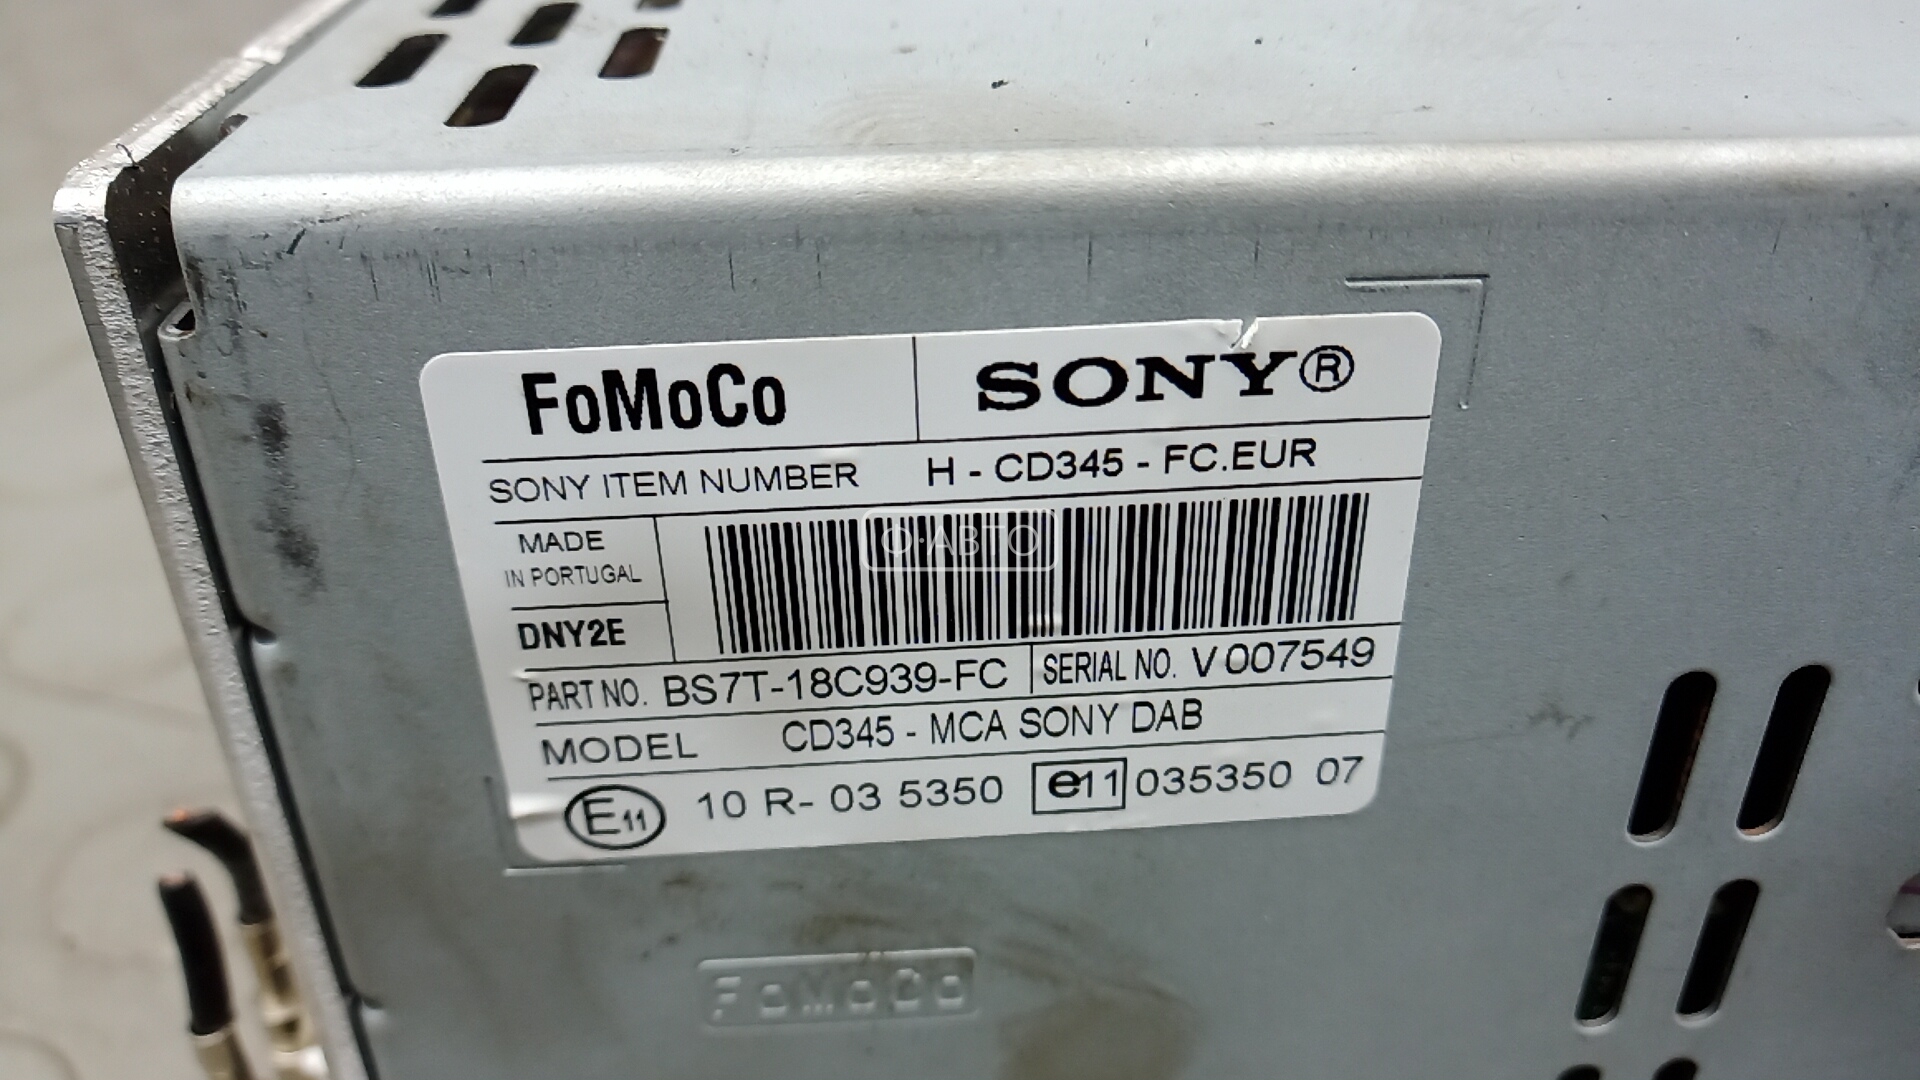 FoMoCo SONY®
SONY ITEM NUMBER H - CD345 - FC.EUR
MADE
IN PORTUGAL
Ф·АВТО
DNY2E
PART NO. BS7T-18C939-FC SERIAL NO. V 007549
MODEL CD345 - MCA SONY DAB
E11 10 R- 03 5350 e11 035350 07
FoMoCo